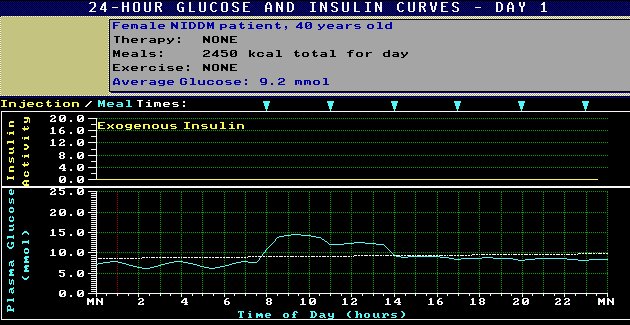 24-HOUR GLUCOSE AND INSULIN CURVES - DAY 1
Female NIDDM patient, 40 years old
Therapy: NONE
Meals: 2450 kcal total for day
Exercise: NONE
Average Glucose: 9.2 mmol
Injection / Meal Times:
Insulin Activity
20.0
16.0
12.0
8.0
4.0
0.0
Exogenous Insulin
Plasma Glucose
(mmol)
25.0
20.0
15.0
10.0
5.0
0.0
MN 2 4 6 8 10 12 14 16 18 20 22 MN
Time of Day (hours)